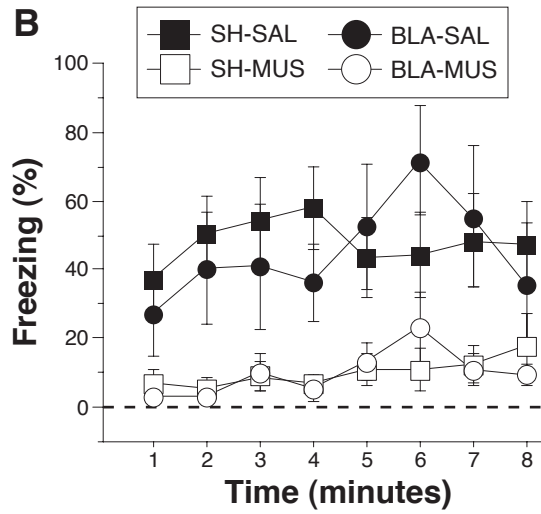 B
SH-SAL BLA-SAL
SH-MUS BLA-MUS
Freezing (%)
100
80
60
40
20
0
1 2 3 4 5 6 7 8
Time (minutes)